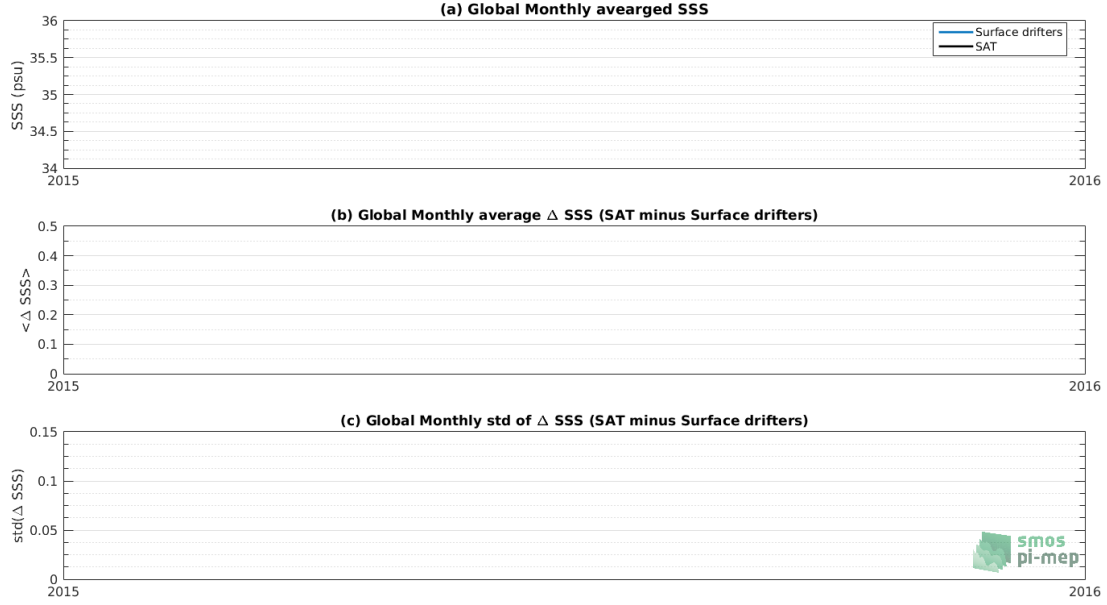 (a) Global Monthly avearged SSS
36
35.5
35
34.5
34
SSS (psu)
Surface drifters
SAT
2015
2016
(b) Global Monthly average Δ SSS (SAT minus Surface drifters)
0.5
0.4
0.3
0.2
0.1
0
<Δ SSS>
2015
2016
(c) Global Monthly std of Δ SSS (SAT minus Surface drifters)
0.15
0.1
0.05
0
std(Δ SSS)
smos
pi-mep
2015
2016